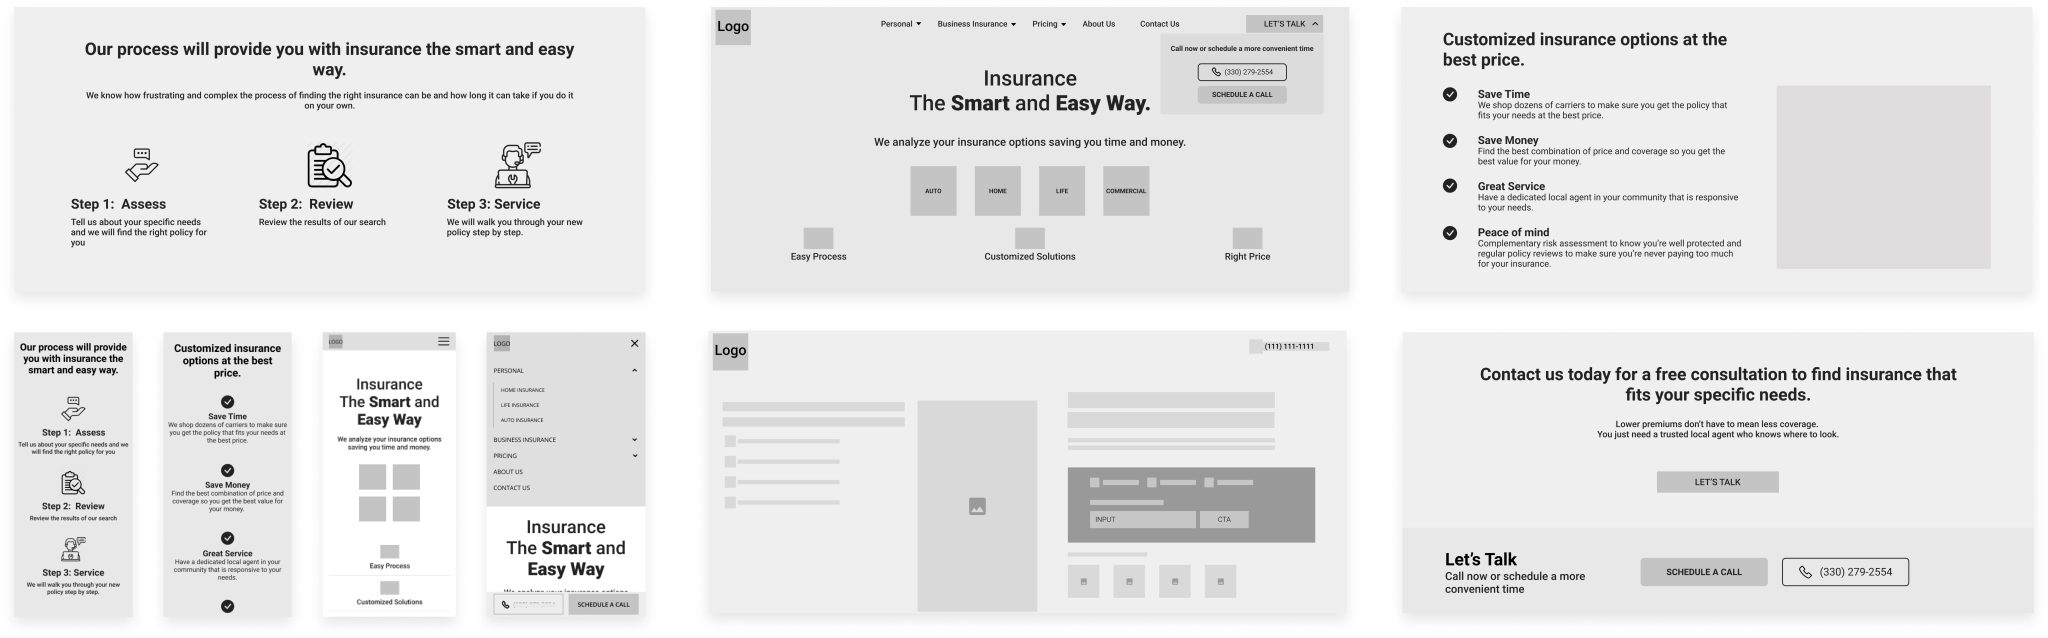 Our process will provide you with insurance the smart and easy
way.
We know how frustrating and complex the process of finding the right insurance can be and how long it can take if you do it
on your own.
Step 1: Assess
Tell us about your specific needs
and we will find the right policy for
you
Step 2: Review
Review the results of our search
Step 3: Service
We will walk you through your new
policy step by step.
Logo
Personal
Business Insurance
Pricing
About Us
Contact Us
LET'S TALK
Call now or schedule a more convenient time
(330) 279-2554
SCHEDULE A CALL
Insurance
The Smart and Easy Way.
We analyze your insurance options saving you time and money.
AUTO
HOME
LIFE
COMMERCIAL
Easy Process
Customized Solutions
Right Price
Customized insurance options at the
best price.
Save Time
We shop dozens of carriers to make sure you get the policy that
fits your needs at the best price.
Save Money
Find the best combination of price and coverage so you get the
best value for your money.
Great Service
Have a dedicated local agent in your community that is responsive
to your needs.
Peace of mind
Complementary risk assessment to know you're well protected and
regular policy reviews to make sure you're never paying too much
for your insurance.
Our process will provide
you with insurance the
smart and easy way.
Step 1: Assess
Tell us about your specific needs and we
will find the right policy for you
Step 2: Review
Review the results of our search
Step 3: Service
We will walk you through your new
policy step by step.
Customized insurance
options at the best
price.
Save Time
We shop dozens of carriers to make sure
you get the policy that fits your needs at
the best price.
Save Money
Find the best combination of price and
coverage so you get the best value for
your money.
Great Service
Have a dedicated local agent in your
community that is responsive to your
needs.
LOGO
Insurance
The Smart and
Easy Way
We analyze your insurance options
saving you time and money.
Easy Process
Customized Solutions
LOGO
PERSONAL
HOME INSURANCE
LIFE INSURANCE
AUTO INSURANCE
BUSINESS INSURANCE
PRICING
ABOUT US
CONTACT US
Insurance
The Smart and
Easy Way
SCHEDULE A CALL
Logo
(111) 111-1111
INPUT
CTA
Contact us today for a free consultation to find insurance that
fits your specific needs.
Lower premiums don't have to mean less coverage.
You just need a trusted local agent who knows where to look.
LET'S TALK
Let's Talk
Call now or schedule a more
convenient time
SCHEDULE A CALL
(330) 279-2554